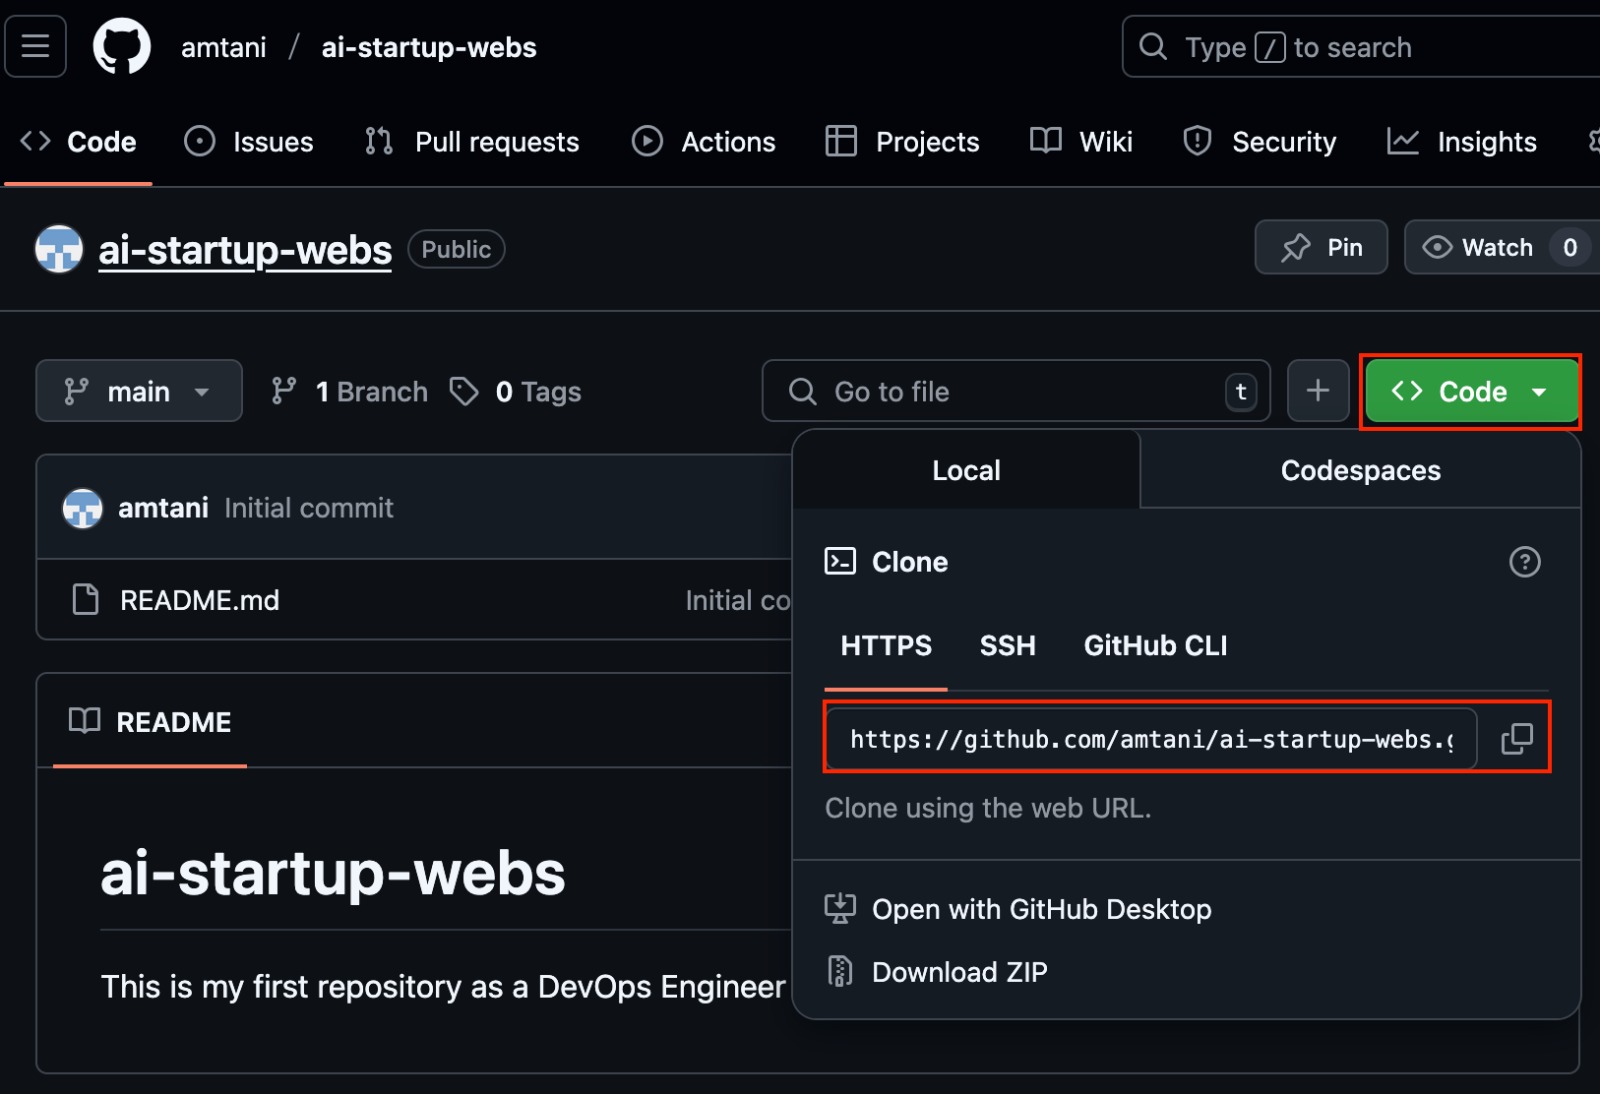 amtani / ai-startup-webs
Type / to search
Code Issues Pull requests Actions Projects Wiki Security Insights
ai-startup-webs Public
Pin Watch 0
main 1 Branch 0 Tags
Go to file t
+ Code
Local Codespaces
amtani Initial commit
Clone
README.md Initial co
HTTPS SSH GitHub CLI
README
https://github.com/amtani/ai-startup-webs.g
Clone using the web URL.
ai-startup-webs
Open with GitHub Desktop
Download ZIP
This is my first repository as a DevOps Engineer